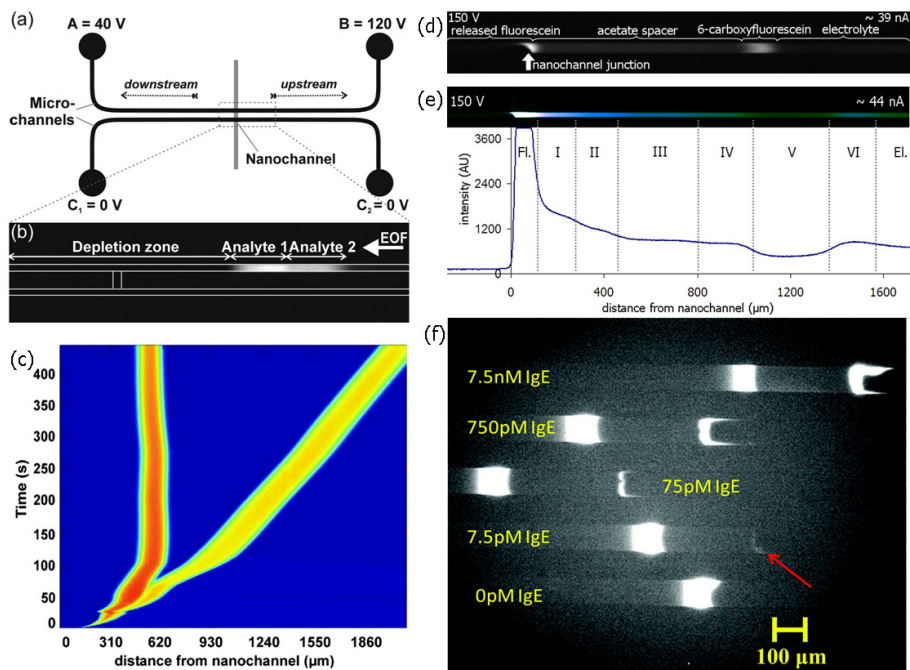 (a)
A = 40 V
B = 120 V
downstream
upstream
Micro-
channels
Nanochannel
C1 = 0 V
C2 = 0 V
(b)
Depletion zone
Analyte 1
Analyte 2
EOF
(c)
400
350
300
250
200
150
100
50
0
Time (s)
0 310 620 930 1240 1550 1860
distance from nanochannel (µm)
(d)
150 V
~ 39 nA
released fluorescein
acetate spacer
6-carboxyfluorescein
electrolyte
nanochannel junction
(e)
150 V
~ 44 nA
3600
2400
1200
0
intensity (AU)
Fl. I II III IV V VI El.
0 400 800 1200 1600
distance from nanochannel (µm)
(f)
7.5nM IgE
750pM IgE
75pM IgE
7.5pM IgE
0pM IgE
100 µm